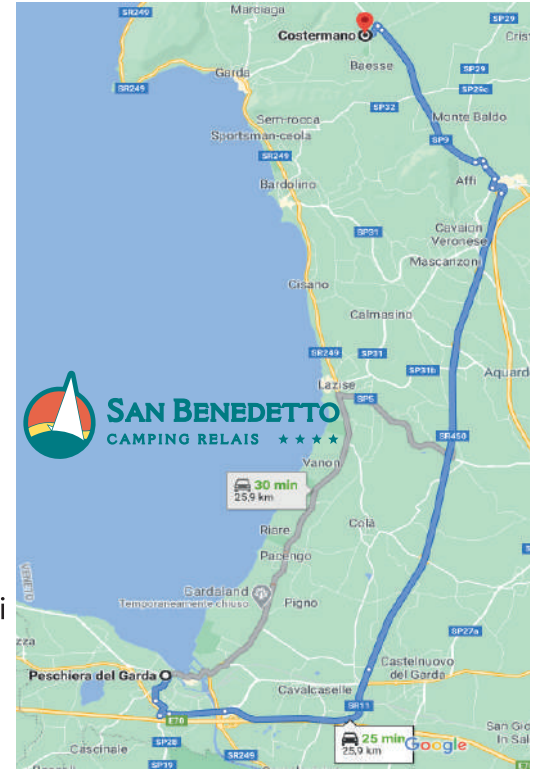 Marciaga
SR249
SP29
Costermano
Baesse
SP29
SP29c
Garda
SR249
SP32
Monte Baldo
Sem-rocca
Sportsman-ceola
SP9
SR249
Affi
Bardolino
SP31
Cavaion
Veronese
Mascanzoni
Cisano
Calmasino
SR249
SP31
SP31b
Lazise
SP5
SAN BENEDETTO
CAMPING RELAIS ★★★★
SR450
Vanon
30 min
25,9 km
Colà
Riare
Pacengo
VENETO
Gardaland
Temporaneamente chiuso
Pigno
i
SP27a
Peschiera del Garda
Castelnuovo
del Garda
Cavalcaselle
SR11
E70
25 min
25,9 km
Google
SP28
Cascinale
SR249
SP19